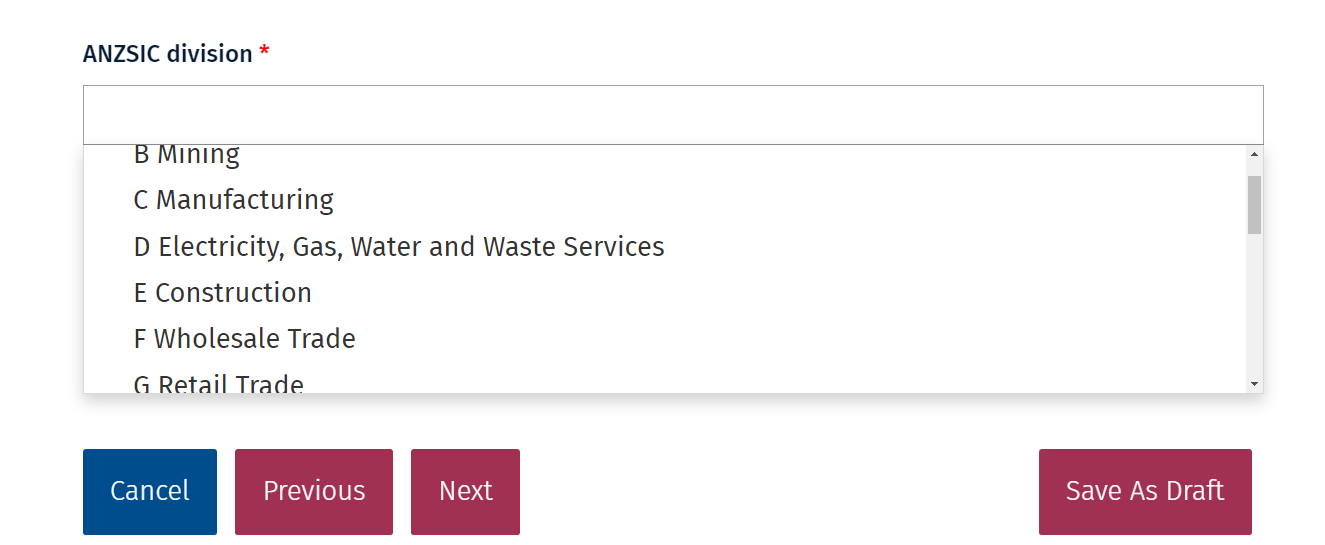 ANZSIC division *
B Mining
C Manufacturing
D Electricity, Gas, Water and Waste Services
E Construction
F Wholesale Trade
G Retail Trade
Cancel Previous Next Save As Draft